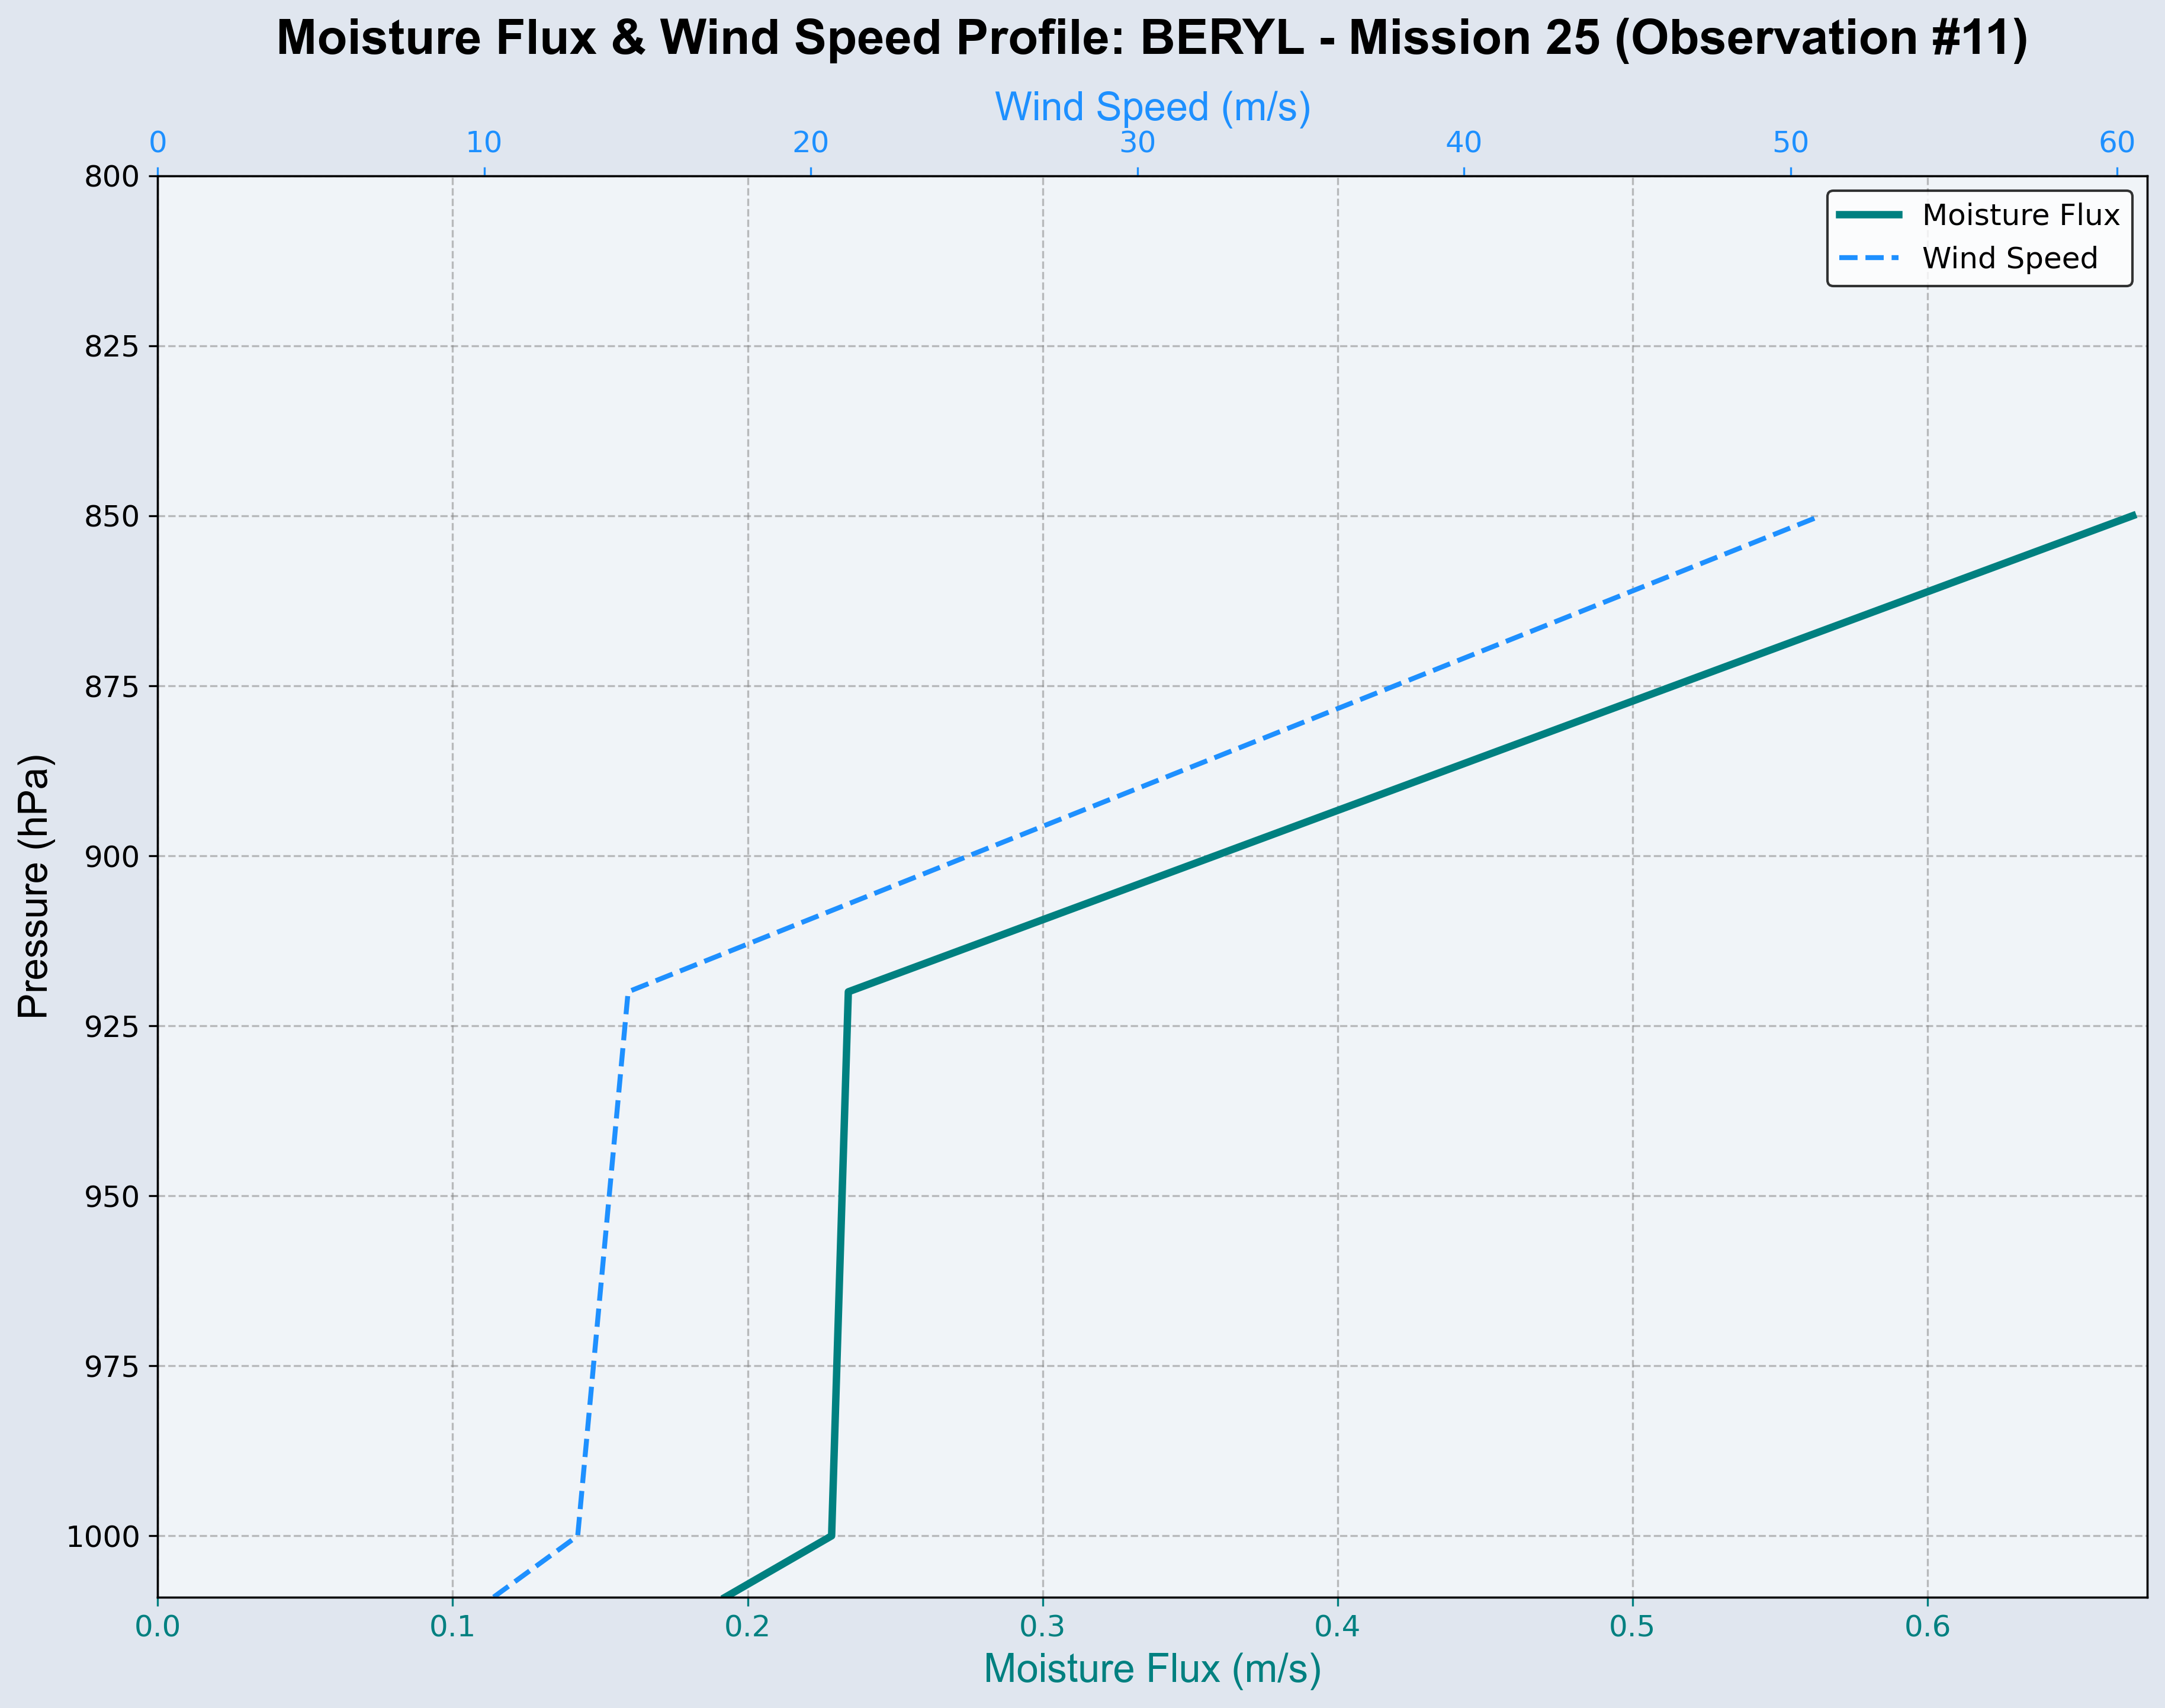 Moisture Flux & Wind Speed Profile: BERYL - Mission 25 (Observation #11)
Wind Speed (m/s)
0 10 20 30 40 50 60
Moisture Flux
Wind Speed
800
825
850
875
900
925
950
975
1000
Pressure (hPa)
0.0 0.1 0.2 0.3 0.4 0.5 0.6
Moisture Flux (m/s)